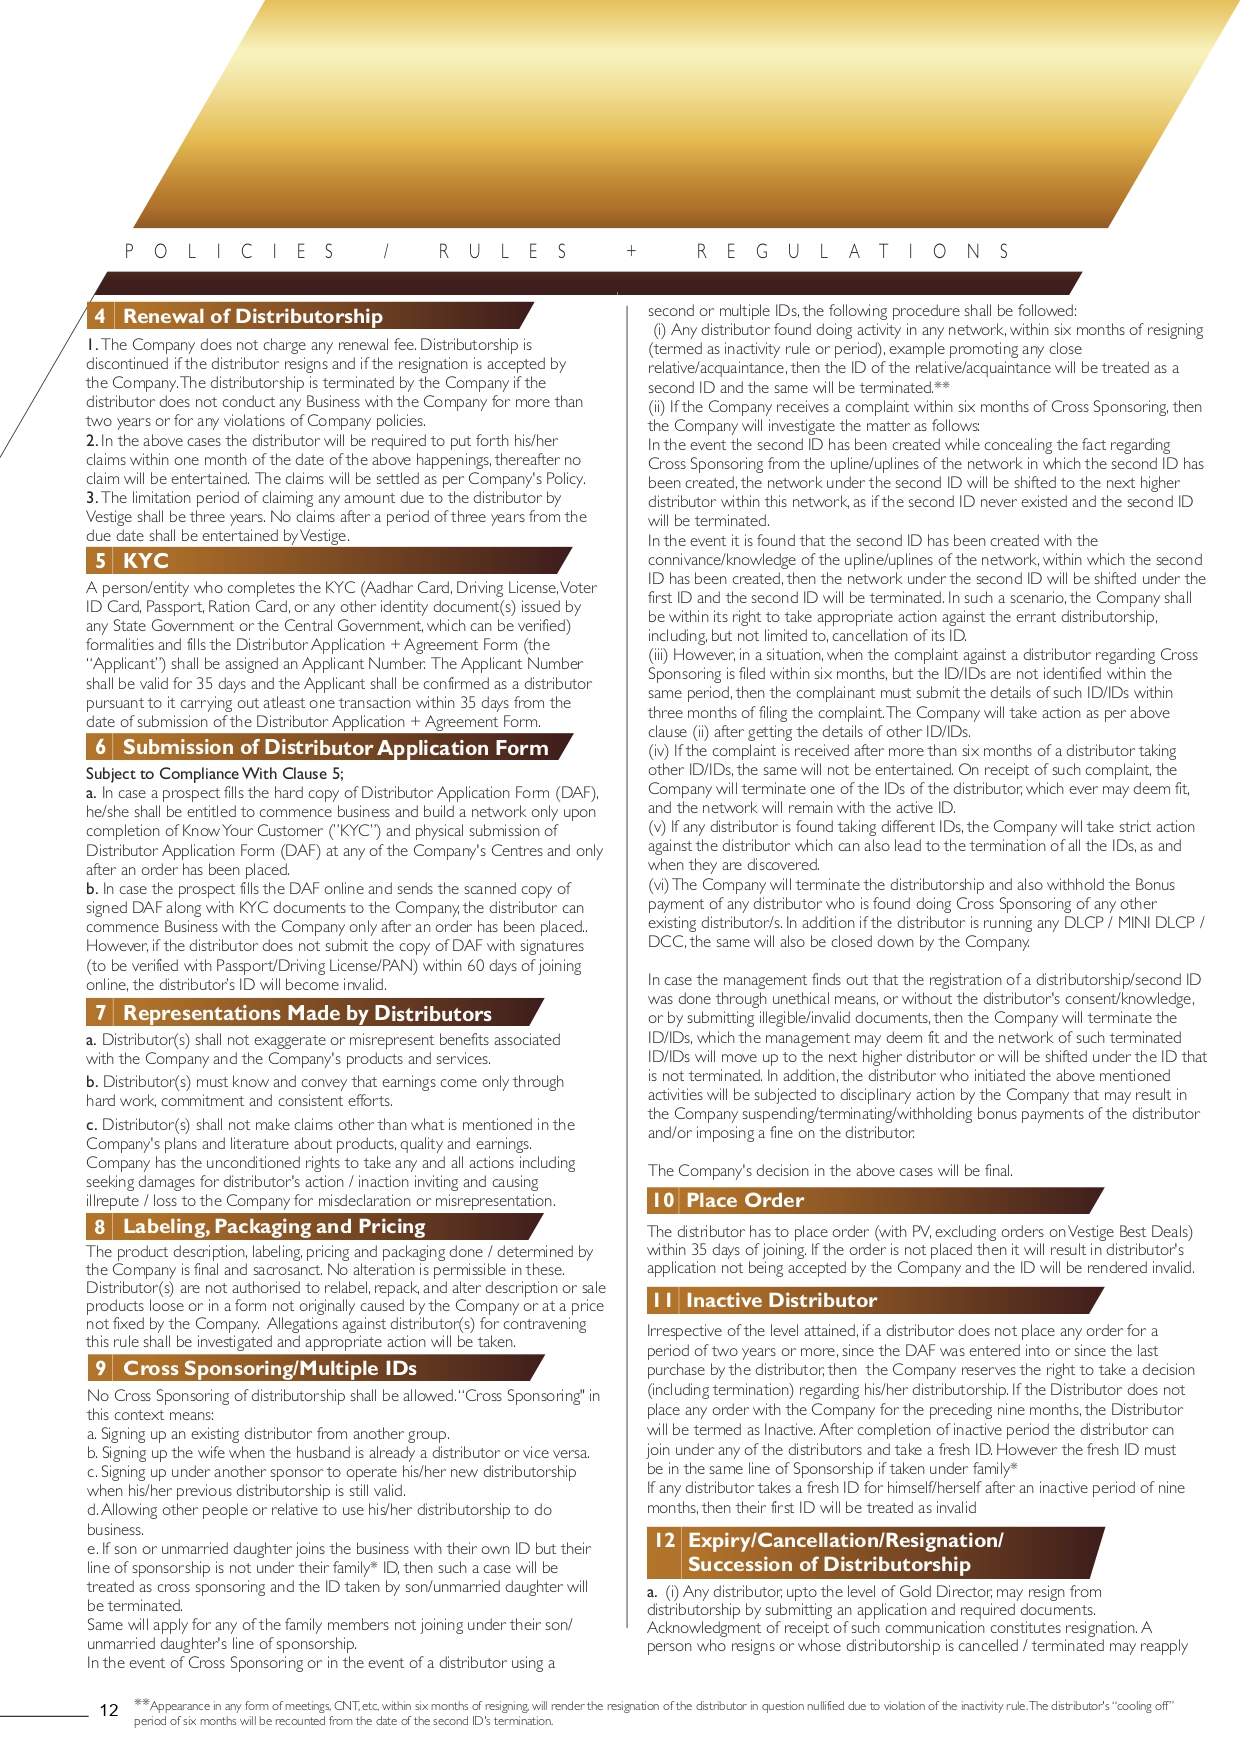 POLICIES / RULES + REGULATIONS
4 Renewal of Distributorship
1. The Company does not charge any renewal fee. Distributorship is
discontinued if the distributor resigns and if the resignation is accepted by
the Company. The distributorship is terminated by the Company if the
distributor does not conduct any Business with the Company for more than
two years or for any violations of Company policies.
2. In the above cases the distributor will be required to put forth his/her
claims within one month of the date of the above happenings, thereafter no
claim will be entertained. The claims will be settled as per Company's Policy.
3. The limitation period of claiming any amount due to the distributor by
Vestige shall be three years. No claims after a period of three years from the
due date shall be entertained by Vestige.
5 KYC
A person/entity who completes the KYC (Aadhar Card, Driving License, Voter
ID Card, Passport, Ration Card, or any other identity document(s) issued by
any State Government or the Central Government, which can be verified)
formalities and fills the Distributor Application + Agreement Form (the
“Applicant”) shall be assigned an Applicant Number. The Applicant Number
shall be valid for 35 days and the Applicant shall be confirmed as a distributor
pursuant to it carrying out atleast one transaction within 35 days from the
date of submission of the Distributor Application + Agreement Form.
6 Submission of Distributor Application Form
Subject to Compliance With Clause 5;
a. In case a prospect fills the hard copy of Distributor Application Form (DAF),
he/she shall be entitled to commence business and build a network only upon
completion of Know Your Customer (”KYC”) and physical submission of
Distributor Application Form (DAF) at any of the Company's Centres and only
after an order has been placed.
b. In case the prospect fills the DAF online and sends the scanned copy of
signed DAF along with KYC documents to the Company, the distributor can
commence Business with the Company only after an order has been placed..
However, if the distributor does not submit the copy of DAF with signatures
(to be verified with Passport/Driving License/PAN) within 60 days of joining
online, the distributor's ID will become invalid.
7 Representations Made by Distributors
a. Distributor(s) shall not exaggerate or misrepresent benefits associated
with the Company and the Company's products and services.
b. Distributor(s) must know and convey that earnings come only through
hard work, commitment and consistent efforts.
c. Distributor(s) shall not make claims other than what is mentioned in the
Company's plans and literature about products, quality and earnings.
Company has the unconditioned rights to take any and all actions including
seeking damages for distributor's action / inaction inviting and causing
illrepute / loss to the Company for misdeclaration or misrepresentation.
8 Labeling, Packaging and Pricing
The product description, labeling, pricing and packaging done / determined by
the Company is final and sacrosanct. No alteration is permissible in these.
Distributor(s) are not authorised to relabel, repack, and alter description or sale
products loose or in a form not originally caused by the Company or at a price
not fixed by the Company. Allegations against distributor(s) for contravening
this rule shall be investigated and appropriate action will be taken.
9 Cross Sponsoring/Multiple IDs
No Cross Sponsoring of distributorship shall be allowed. “Cross Sponsoring" in
this context means:
a. Signing up an existing distributor from another group.
b. Signing up the wife when the husband is already a distributor or vice versa.
c. Signing up under another sponsor to operate his/her new distributorship
when his/her previous distributorship is still valid.
d. Allowing other people or relative to use his/her distributorship to do
business.
e. If son or unmarried daughter joins the business with their own ID but their
line of sponsorship is not under their family* ID, then such a case will be
treated as cross sponsoring and the ID taken by son/unmarried daughter will
be terminated.
Same will apply for any of the family members not joining under their son/
unmarried daughter's line of sponsorship.
In the event of Cross Sponsoring or in the event of a distributor using a
second or multiple IDs, the following procedure shall be followed:
(i) Any distributor found doing activity in any network, within six months of resigning
(termed as inactivity rule or period), example promoting any close
relative/acquaintance, then the ID of the relative/acquaintance will be treated as a
second ID and the same will be terminated.**
(ii) If the Company receives a complaint within six months of Cross Sponsoring, then
the Company will investigate the matter as follows:
In the event the second ID has been created while concealing the fact regarding
Cross Sponsoring from the upline/uplines of the network in which the second ID has
been created, the network under the second ID will be shifted to the next higher
distributor within this network, as if the second ID never existed and the second ID
will be terminated.
In the event it is found that the second ID has been created with the
connivance/knowledge of the upline/uplines of the network, within which the second
ID has been created, then the network under the second ID will be shifted under the
first ID and the second ID will be terminated. In such a scenario, the Company shall
be within its right to take appropriate action against the errant distributorship,
including, but not limited to, cancellation of its ID.
(iii) However, in a situation, when the complaint against a distributor regarding Cross
Sponsoring is filed within six months, but the ID/IDs are not identified within the
same period, then the complainant must submit the details of such ID/IDs within
three months of filing the complaint. The Company will take action as per above
clause (ii) after getting the details of other ID/IDs.
(iv) If the complaint is received after more than six months of a distributor taking
other ID/IDs, the same will not be entertained. On receipt of such complaint, the
Company will terminate one of the IDs of the distributor, which ever may deem fit,
and the network will remain with the active ID.
(v) If any distributor is found taking different IDs, the Company will take strict action
against the distributor which can also lead to the termination of all the IDs, as and
when they are discovered.
(vi) The Company will terminate the distributorship and also withhold the Bonus
payment of any distributor who is found doing Cross Sponsoring of any other
existing distributor/s. In addition if the distributor is running any DLCP / MINI DLCP /
DCC, the same will also be closed down by the Company.
In case the management finds out that the registration of a distributorship/second ID
was done through unethical means, or without the distributor's consent/knowledge,
or by submitting illegible/invalid documents, then the Company will terminate the
ID/IDs, which the management may deem fit and the network of such terminated
ID/IDs will move up to the next higher distributor or will be shifted under the ID that
is not terminated. In addition, the distributor who initiated the above mentioned
activities will be subjected to disciplinary action by the Company that may result in
the Company suspending/terminating/withholding bonus payments of the distributor
and/or imposing a fine on the distributor.
The Company's decision in the above cases will be final.
10 Place Order
The distributor has to place order (with PV, excluding orders on Vestige Best Deals)
within 35 days of joining. If the order is not placed then it will result in distributor's
application not being accepted by the Company and the ID will be rendered invalid.
11 Inactive Distributor
Irrespective of the level attained, if a distributor does not place any order for a
period of two years or more, since the DAF was entered into or since the last
purchase by the distributor, then the Company reserves the right to take a decision
(including termination) regarding his/her distributorship. If the Distributor does not
place any order with the Company for the preceding nine months, the Distributor
will be termed as Inactive. After completion of inactive period the distributor can
join under any of the distributors and take a fresh ID. However the fresh ID must
be in the same line of Sponsorship if taken under family*
If any distributor takes a fresh ID for himself/herself after an inactive period of nine
months, then their first ID will be treated as invalid
12 Expiry/Cancellation/Resignation/
Succession of Distributorship
a. (i) Any distributor, upto the level of Gold Director, may resign from
distributorship by submitting an application and required documents.
Acknowledgment of receipt of such communication constitutes resignation. A
person who resigns or whose distributorship is cancelled / terminated may reapply
12 **Appearance in any form of meetings, CNT, etc, within six months of resigning, will render the resignation of the distributor in question nullified due to violation of the inactivity rule. The distributor's “cooling off”
period of six months will be recounted from the date of the second ID's termination.